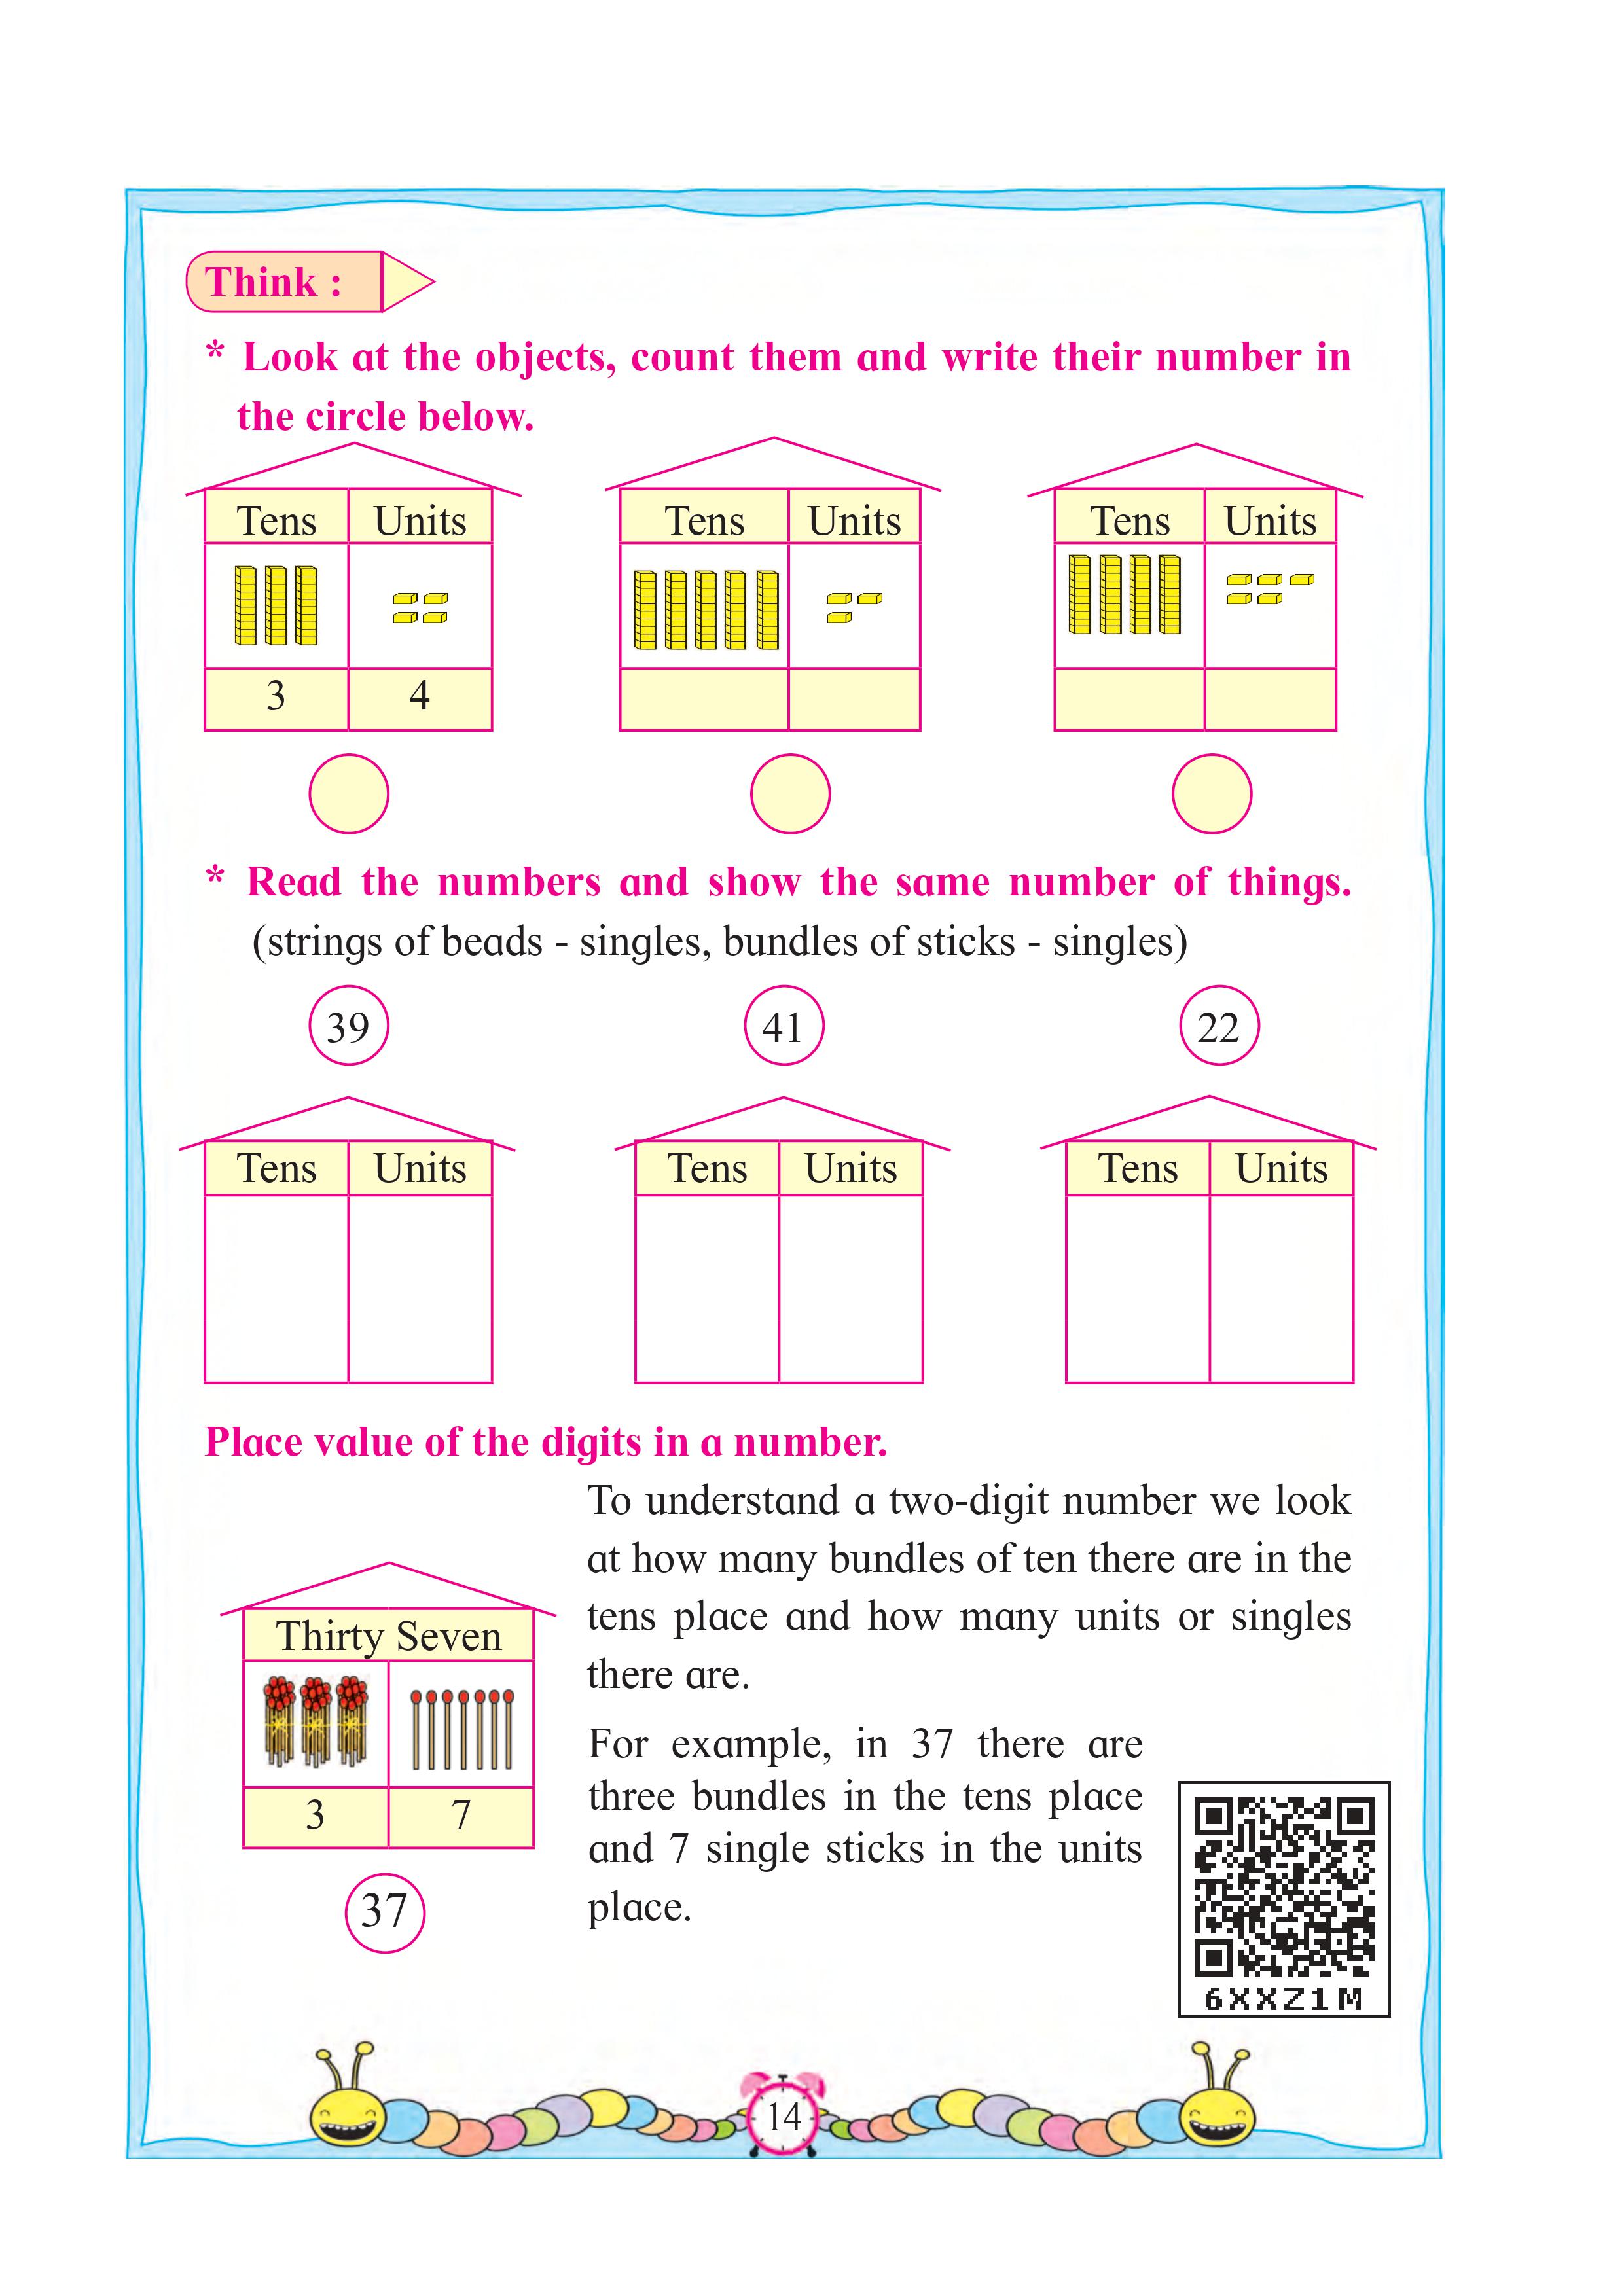 Think :
* Look at the objects, count them and write their number in
the circle below.
Tens Units Tens Units Tens Units
3 4
* Read the numbers and show the same number of things.
(strings of beads - singles, bundles of sticks - singles)
39 41 22
Tens Units Tens Units Tens Units
Place value of the digits in a number.
To understand a two-digit number we look
at how many bundles of ten there are in the
tens place and how many units or singles
there are.
Thirty Seven
3 7
37
For example, in 37 there are
three bundles in the tens place
and 7 single sticks in the units
place.
6XXZ1M
14